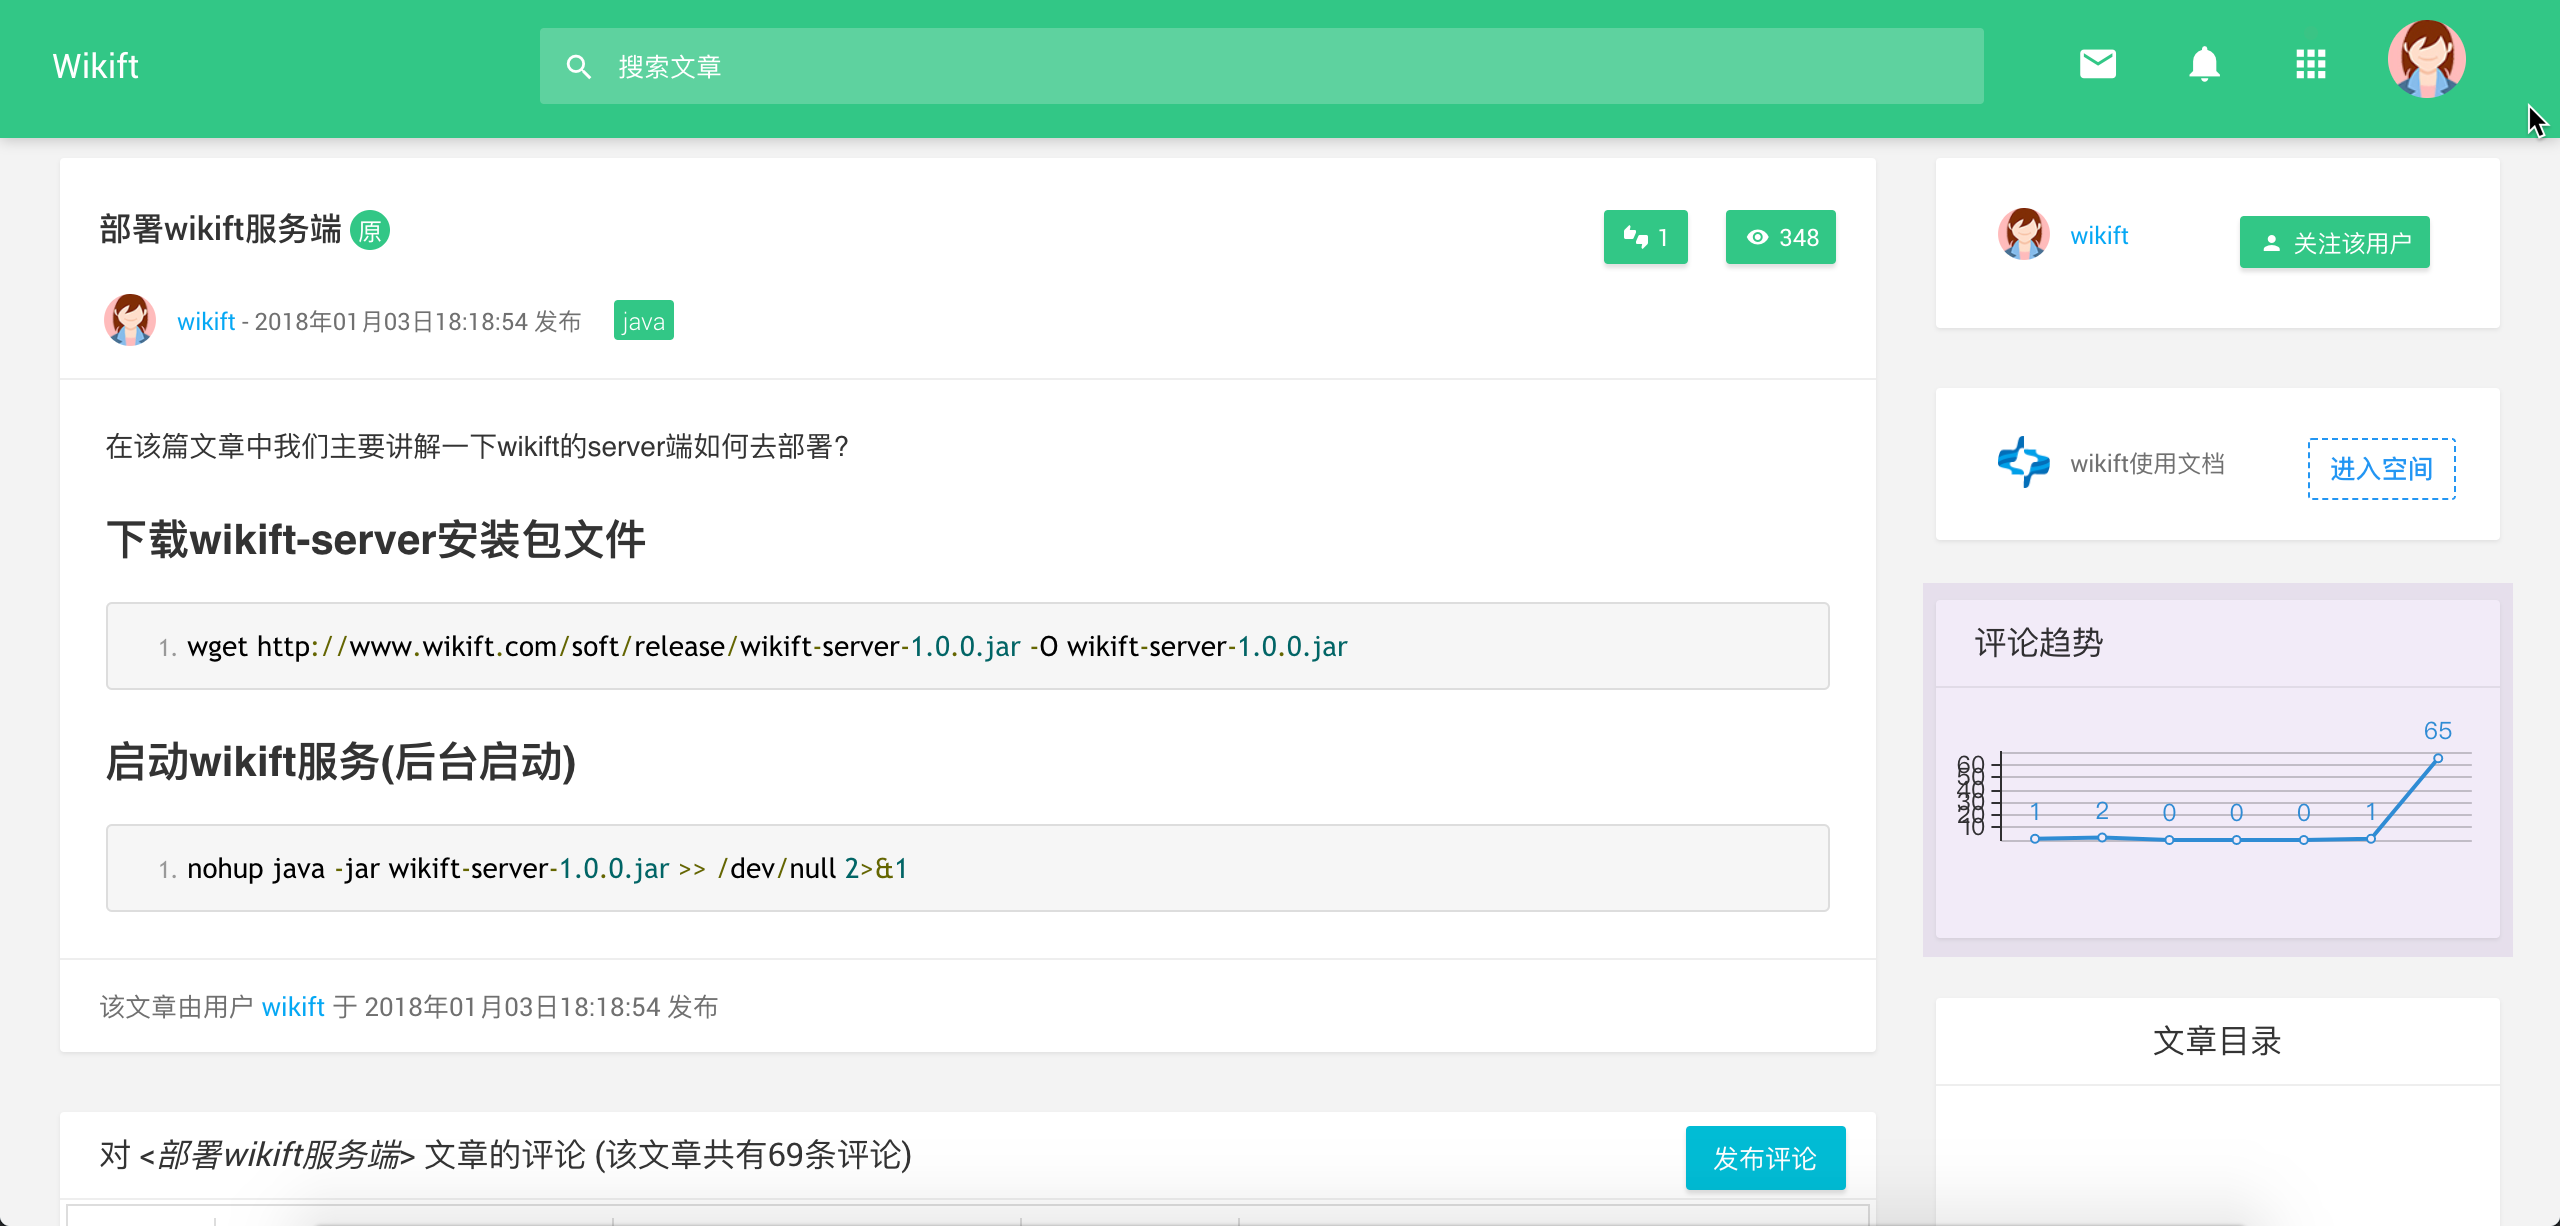 Wikift
搜索文章
部署wikift服务端 原
1
348
wikift - 2018年01月03日18:18:54 发布 java
在该篇文章中我们主要讲解一下wikift的server端如何去部署？
下载wikift-server安装包文件
1. wget http://www.wikift.com/soft/release/wikift-server-1.0.0.jar -O wikift-server-1.0.0.jar
启动wikift服务(后台启动)
1. nohup java -jar wikift-server-1.0.0.jar >> /dev/null 2>&1
该文章由用户 wikift 于 2018年01月03日18:18:54 发布
对 <部署wikift服务端> 文章的评论 (该文章共有69条评论)
发布评论
wikift
关注该用户
wikift使用文档
进入空间
评论趋势
65
60
50
40
30
20
10
1 2 0 0 0 1
文章目录